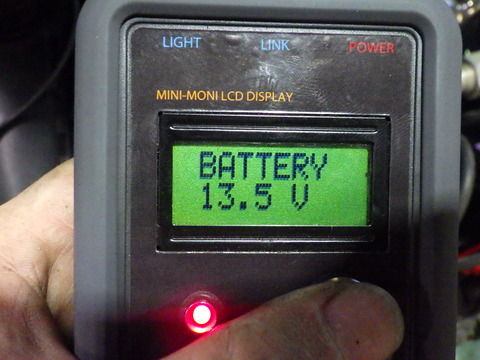 LIGHT LINK POWER
MINI-MONI LCD DISPLAY
BATTERY
13.5 V